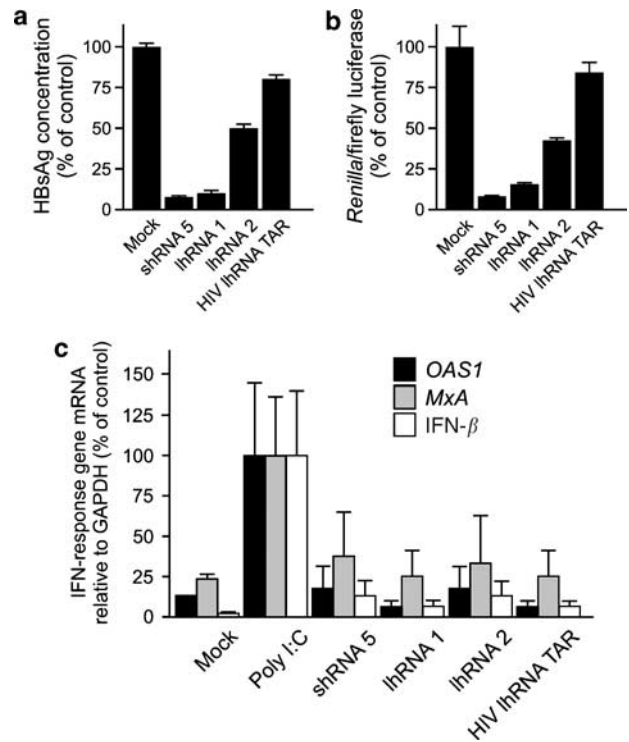 a
HBsAg concentration
(% of control)
100
75
50
25
0
Mock
shRNA 5
lhRNA 1
lhRNA 2
HIV lhRNA TAR
b
Renilla/firefly luciferase
(% of control)
100
75
50
25
0
Mock
shRNA 5
lhRNA 1
lhRNA 2
HIV lhRNA TAR
c
IFN-response gene mRNA
relative to GAPDH (% of control)
150
125
100
75
50
25
0
OAS1
MxA
IFN-β
Mock
Poly I:C
shRNA 5
lhRNA 1
lhRNA 2
HIV lhRNA TAR